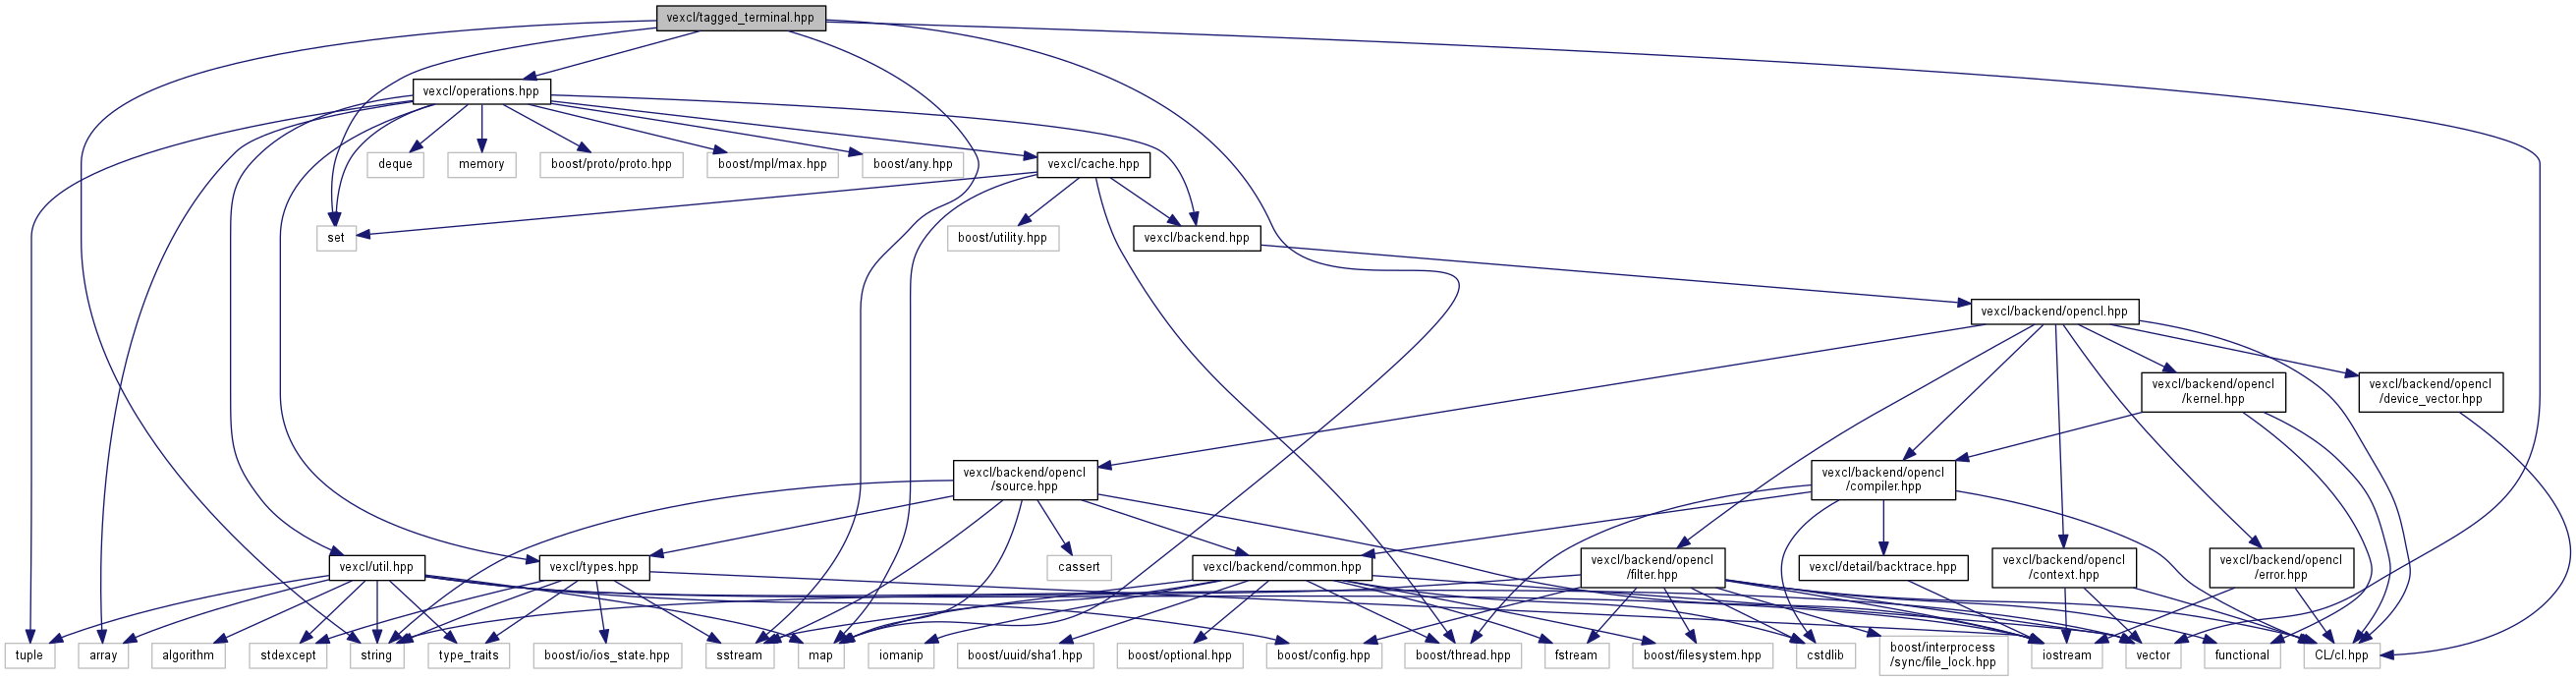 vexcl/tagged_terminal.hpp
vexcl/operations.hpp
deque
memory
boost/proto/proto.hpp
boost/mpl/max.hpp
boost/any.hpp
vexcl/cache.hpp
set
boost/utility.hpp
vexcl/backend.hpp
vexcl/backend/opencl.hpp
vexcl/backend/opencl
/kernel.hpp
vexcl/backend/opencl
/device_vector.hpp
vexcl/backend/opencl
/source.hpp
vexcl/backend/opencl
/compiler.hpp
vexcl/util.hpp
vexcl/types.hpp
cassert
vexcl/backend/common.hpp
vexcl/backend/opencl
/filter.hpp
vexcl/detail/backtrace.hpp
vexcl/backend/opencl
/context.hpp
vexcl/backend/opencl
/error.hpp
tuple
array
algorithm
stdexcept
string
type_traits
boost/io/ios_state.hpp
sstream
map
iomanip
boost/uuid/sha1.hpp
boost/optional.hpp
boost/config.hpp
boost/thread.hpp
fstream
boost/filesystem.hpp
cstdlib
boost/interprocess
/sync/file_lock.hpp
iostream
vector
functional
CL/cl.hpp